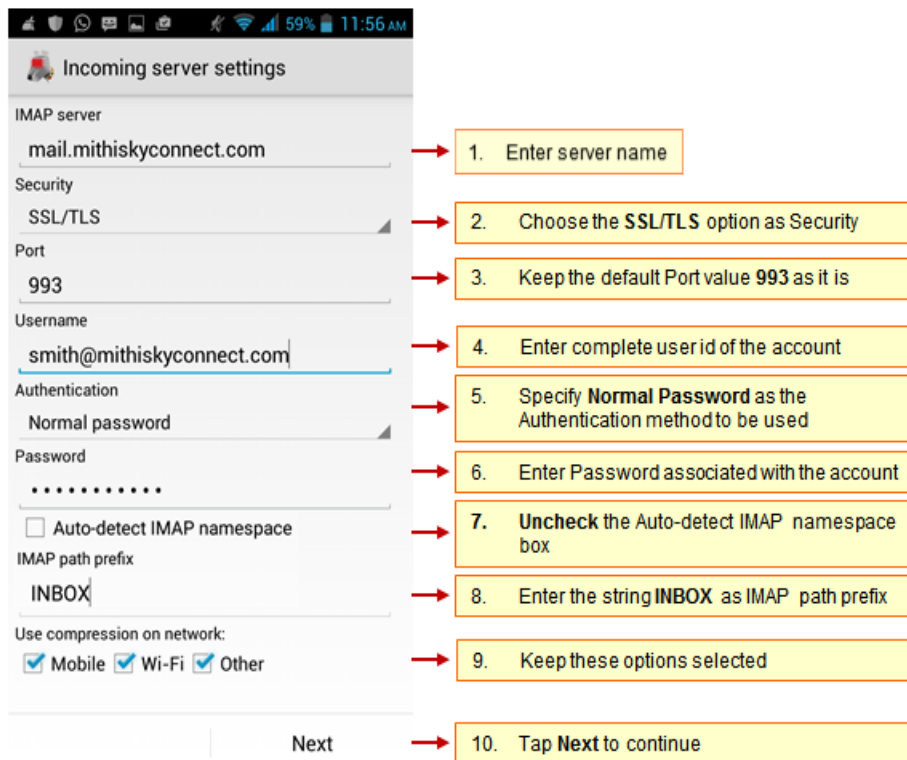 59% 11:56 AM
Incoming server settings
IMAP server
mail.mithiskyconnect.com
1. Enter server name
Security
SSL/TLS
2. Choose the SSL/TLS option as Security
Port
993
3. Keep the default Port value 993 as it is
Username
smith@mithiskyconnect.com
4. Enter complete user id of the account
Authentication
Normal password
5. Specify Normal Password as the
Authentication method to be used
Password
...........
6. Enter Password associated with the account
Auto-detect IMAP namespace
7. Uncheck the Auto-detect IMAP namespace
box
IMAP path prefix
INBOX
8. Enter the string INBOX as IMAP path prefix
Use compression on network:
Mobile Wi-Fi Other
9. Keep these options selected
Next
10. Tap Next to continue